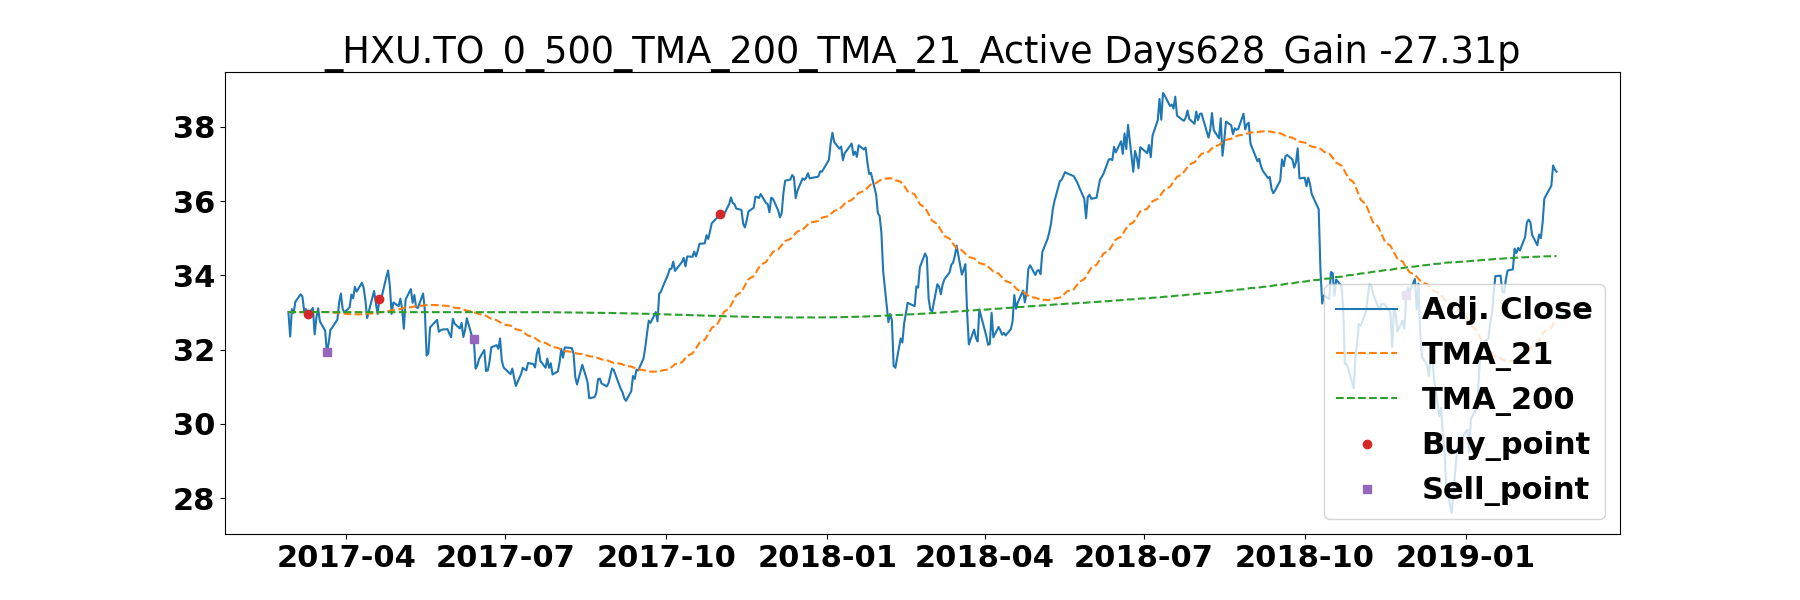 _HXU.TO_0_500_TMA_200_TMA_21_Active Days628_Gain -27.31p
38
36
34
32
30
28
Adj. Close
TMA_21
TMA_200
Buy_point
Sell_point
2017-04 2017-07 2017-10 2018-01 2018-04 2018-07 2018-10 2019-01